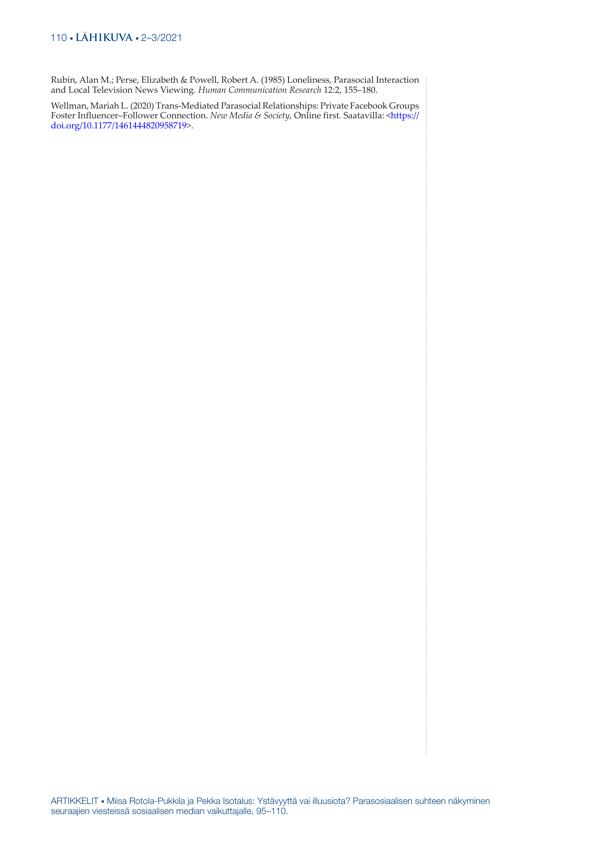 110 • LÄHIKUVA • 2–3/2021
Rubin, Alan M.; Perse, Elizabeth & Powell, Robert A. (1985) Loneliness, Parasocial Interaction
and Local Television News Viewing. Human Communication Research 12:2, 155–180.
Wellman, Mariah L. (2020) Trans-Mediated Parasocial Relationships: Private Facebook Groups
Foster Influencer–Follower Connection. New Media & Society, Online first. Saatavilla: <https://
doi.org/10.1177/1461444820958719>.
ARTIKKELIT • Miisa Rotola-Pukkila ja Pekka Isotalus: Ystävyyttä vai illuusiota? Parasosiaalisen suhteen näkyminen
seuraajien viesteissä sosiaalisen median vaikuttajalle, 95–110.